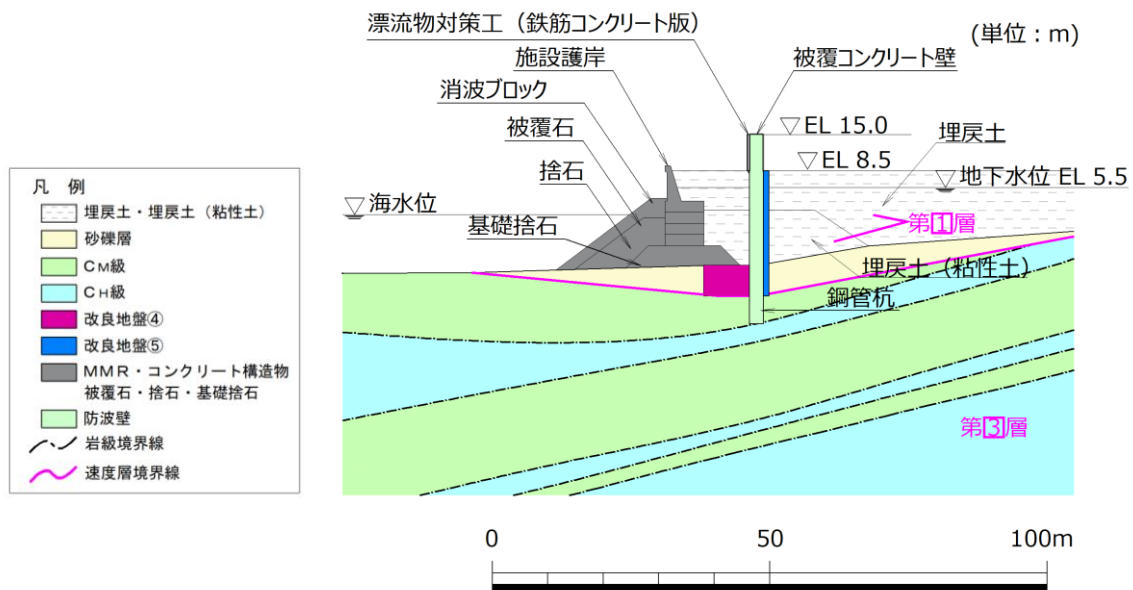 漂流物対策工（鉄筋コンクリート版）
(単位：m)
施設護岸
被覆コンクリート壁
消波ブロック
▽EL 15.0
埋戻土
被覆石
▽EL 8.5
捨石
地下水位 EL 5.5
海水位
第1層
基礎捨石
埋戻土（粘性土）
鋼管杭
第3層
凡　例
埋戻土・埋戻土（粘性土）
砂礫層
CM級
CH級
改良地盤④
改良地盤⑤
MMR・コンクリート構造物
被覆石・捨石・基礎捨石
防波壁
岩級境界線
速度層境界線
0 50 100m